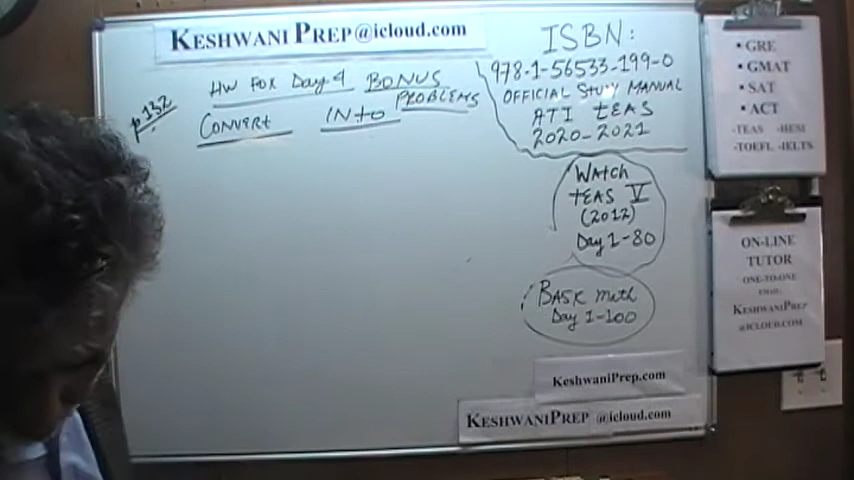 KESHWANIPREP@icloud.com
p.132
HW FOX Day 4 BONUS
PROBLEMS
CONVERT INto
ISBN:
978-1-56533-199-0
OFFICIAL STUDY MANUAL
ATI tEAS
2020-2021
WAtch
tEAS V
(2012)
Day 1-80
BASIC math
Day 1-100
KeshwaniPrep.com
KESHWANIPREP @icloud.com
• GRE
• GMAT
• SAT
• ACT
-TEAS -HESI
-TOEFL -IELTS
ON-LINE
TUTOR
ONE-TO-ONE
EMAIL:
KESHWANIPREP
@ICLOUD.COM